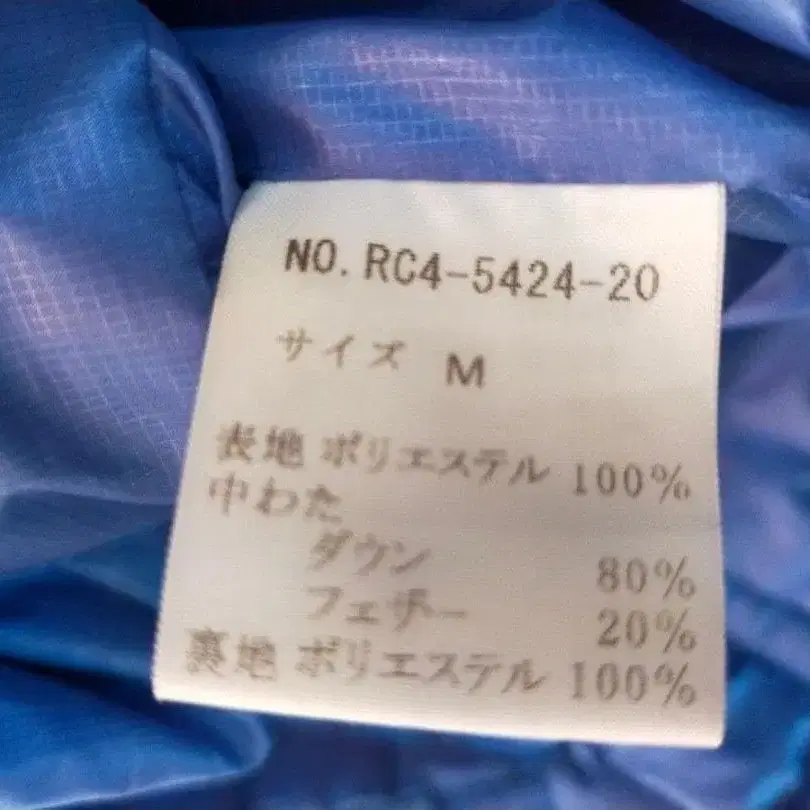 NO. RC4-5424-20
サイズ M
表地 ポリエステル 100%
中わた
ダウン 80%
フェザー 20%
裏地 ポリエステル 100%